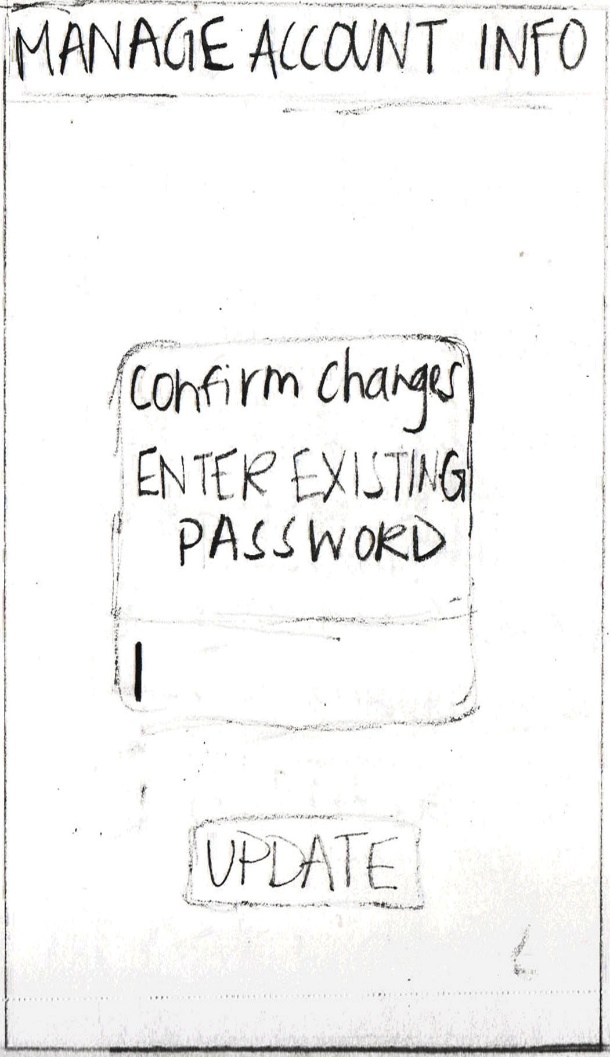 MANAGE ACCOUNT INFO
Confirm changes
ENTER EXISTING
PASSWORD
UPDATE